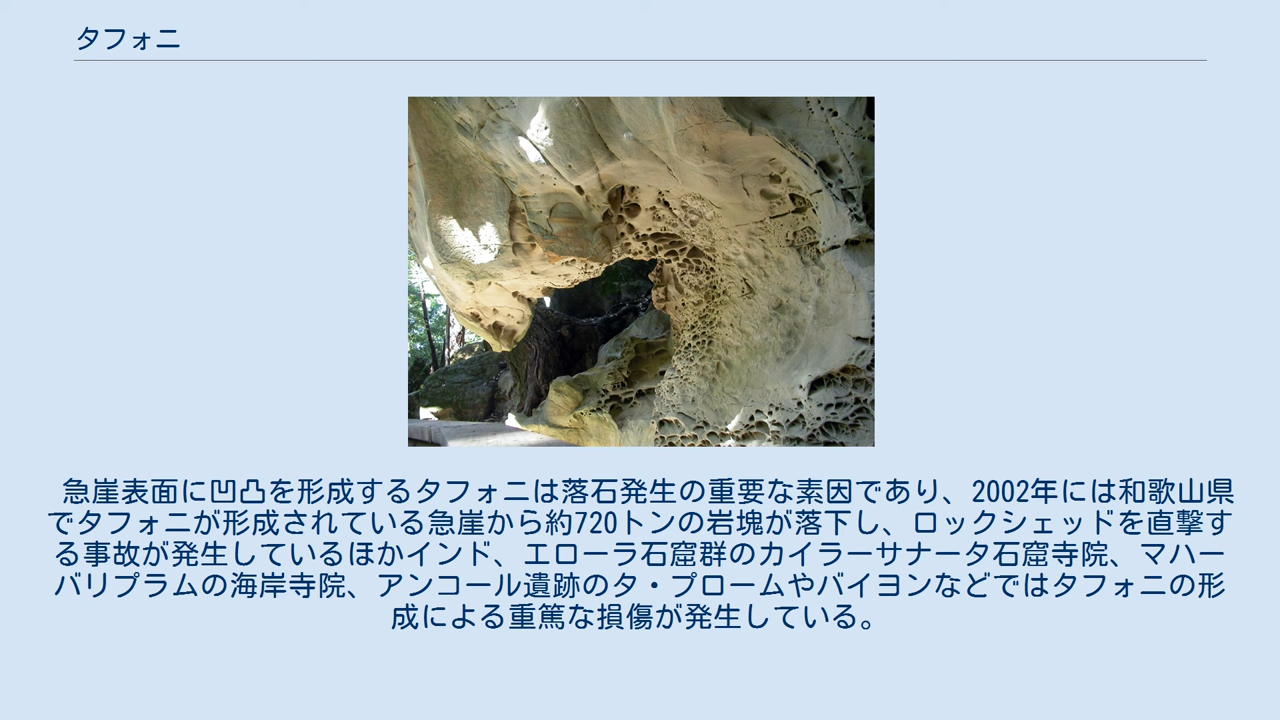 タフォニ
急崖表面に凹凸を形成するタフォニは落石発生の重要な素因であり、2002年には和歌山県
でタフォニが形成されている急崖から約720トンの岩塊が落下し、ロックシェッドを直撃す
る事故が発生しているほかインド、エローラ石窟群のカイラーサナータ石窟寺院、マハー
バリプラムの海岸寺院、アンコール遺跡のタ・プロームやバイヨンなどではタフォニの形
成による重篤な損傷が発生している。